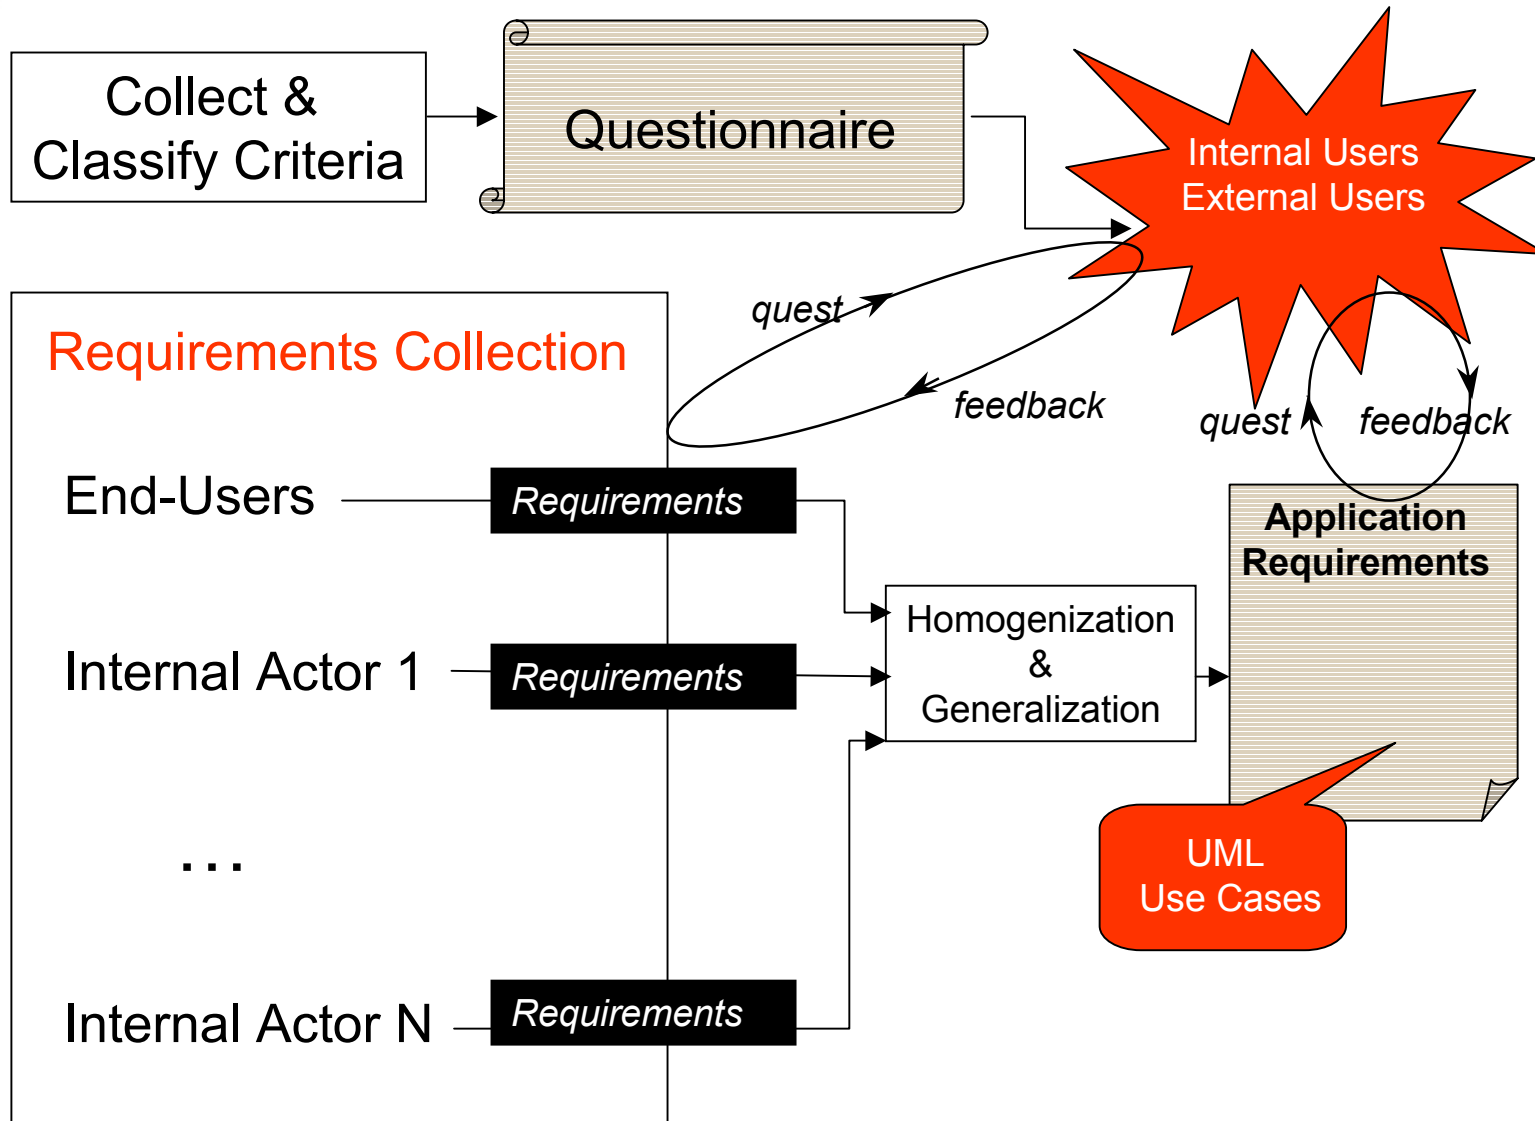 Collect &
Classify Criteria
Questionnaire
Internal Users
External Users
quest
feedback
quest
feedback
Requirements Collection
End-Users
Requirements
Internal Actor 1
Requirements
...
Internal Actor N
Requirements
Homogenization
&
Generalization
Application
Requirements
UML
Use Cases